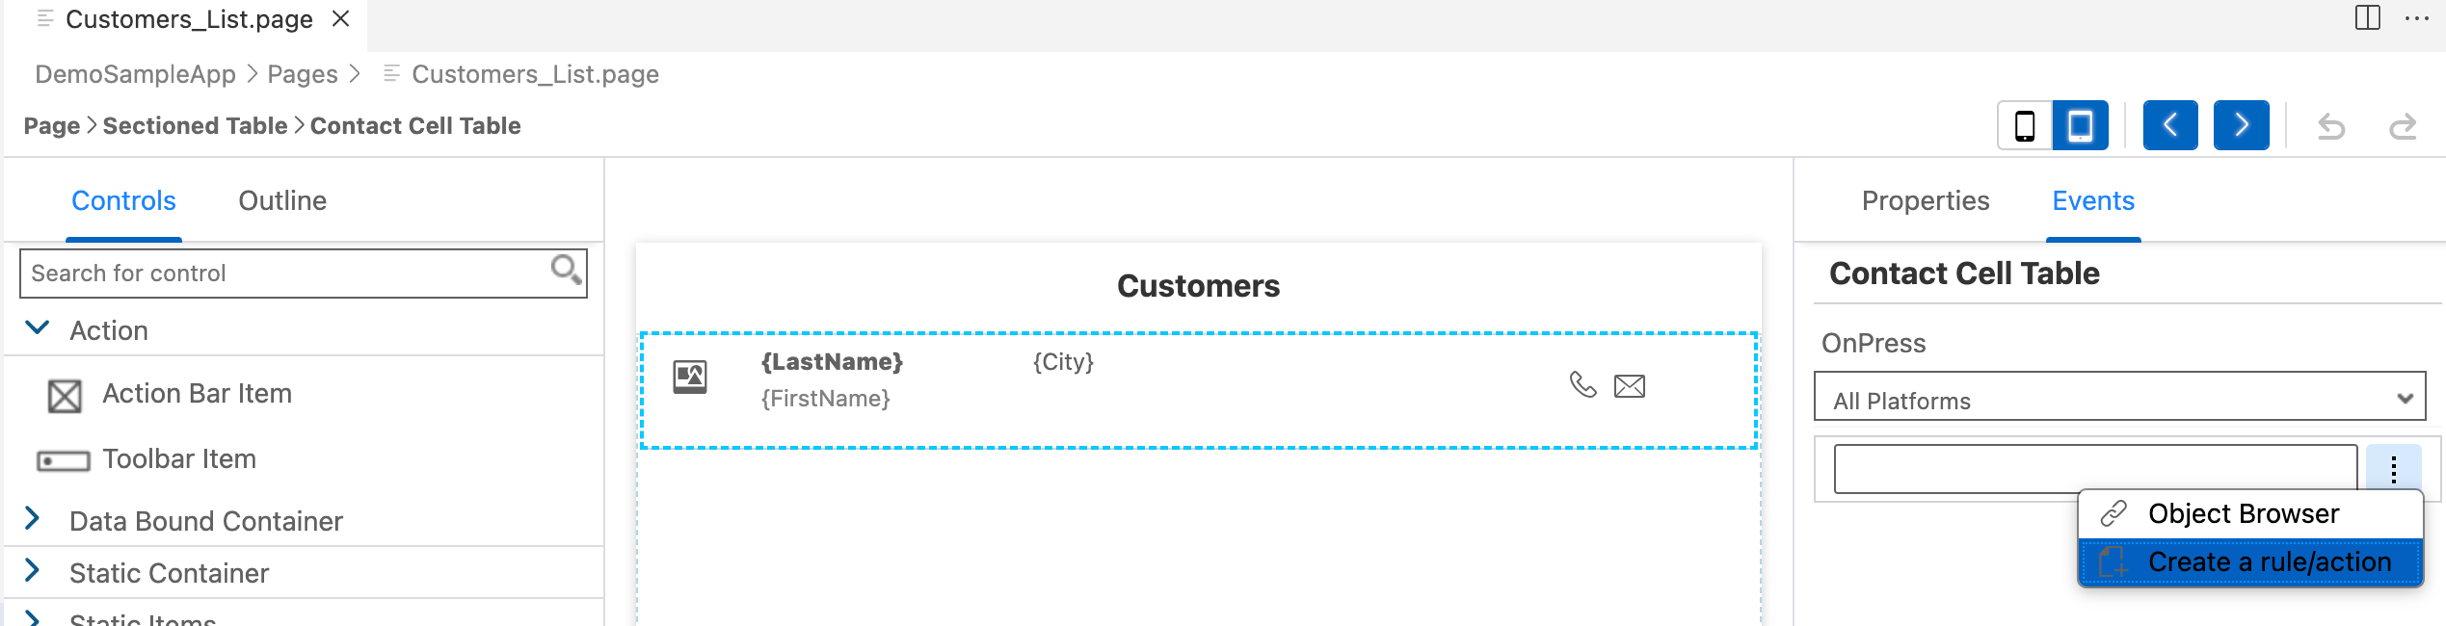 Customers_List.page
DemoSampleApp > Pages > Customers_List.page
Page > Sectioned Table > Contact Cell Table
Controls
Outline
Search for control
Action
Action Bar Item
Toolbar Item
Data Bound Container
Static Container
Static Items
Customers
{LastName}
{City}
{FirstName}
Properties
Events
Contact Cell Table
OnPress
All Platforms
Object Browser
Create a rule/action